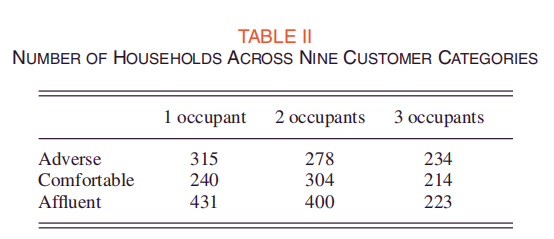 TABLE II
NUMBER OF HOUSEHOLDS ACROSS NINE CUSTOMER CATEGORIES
1 occupant 2 occupants 3 occupants
Adverse 315 278 234
Comfortable 240 304 214
Affluent 431 400 223